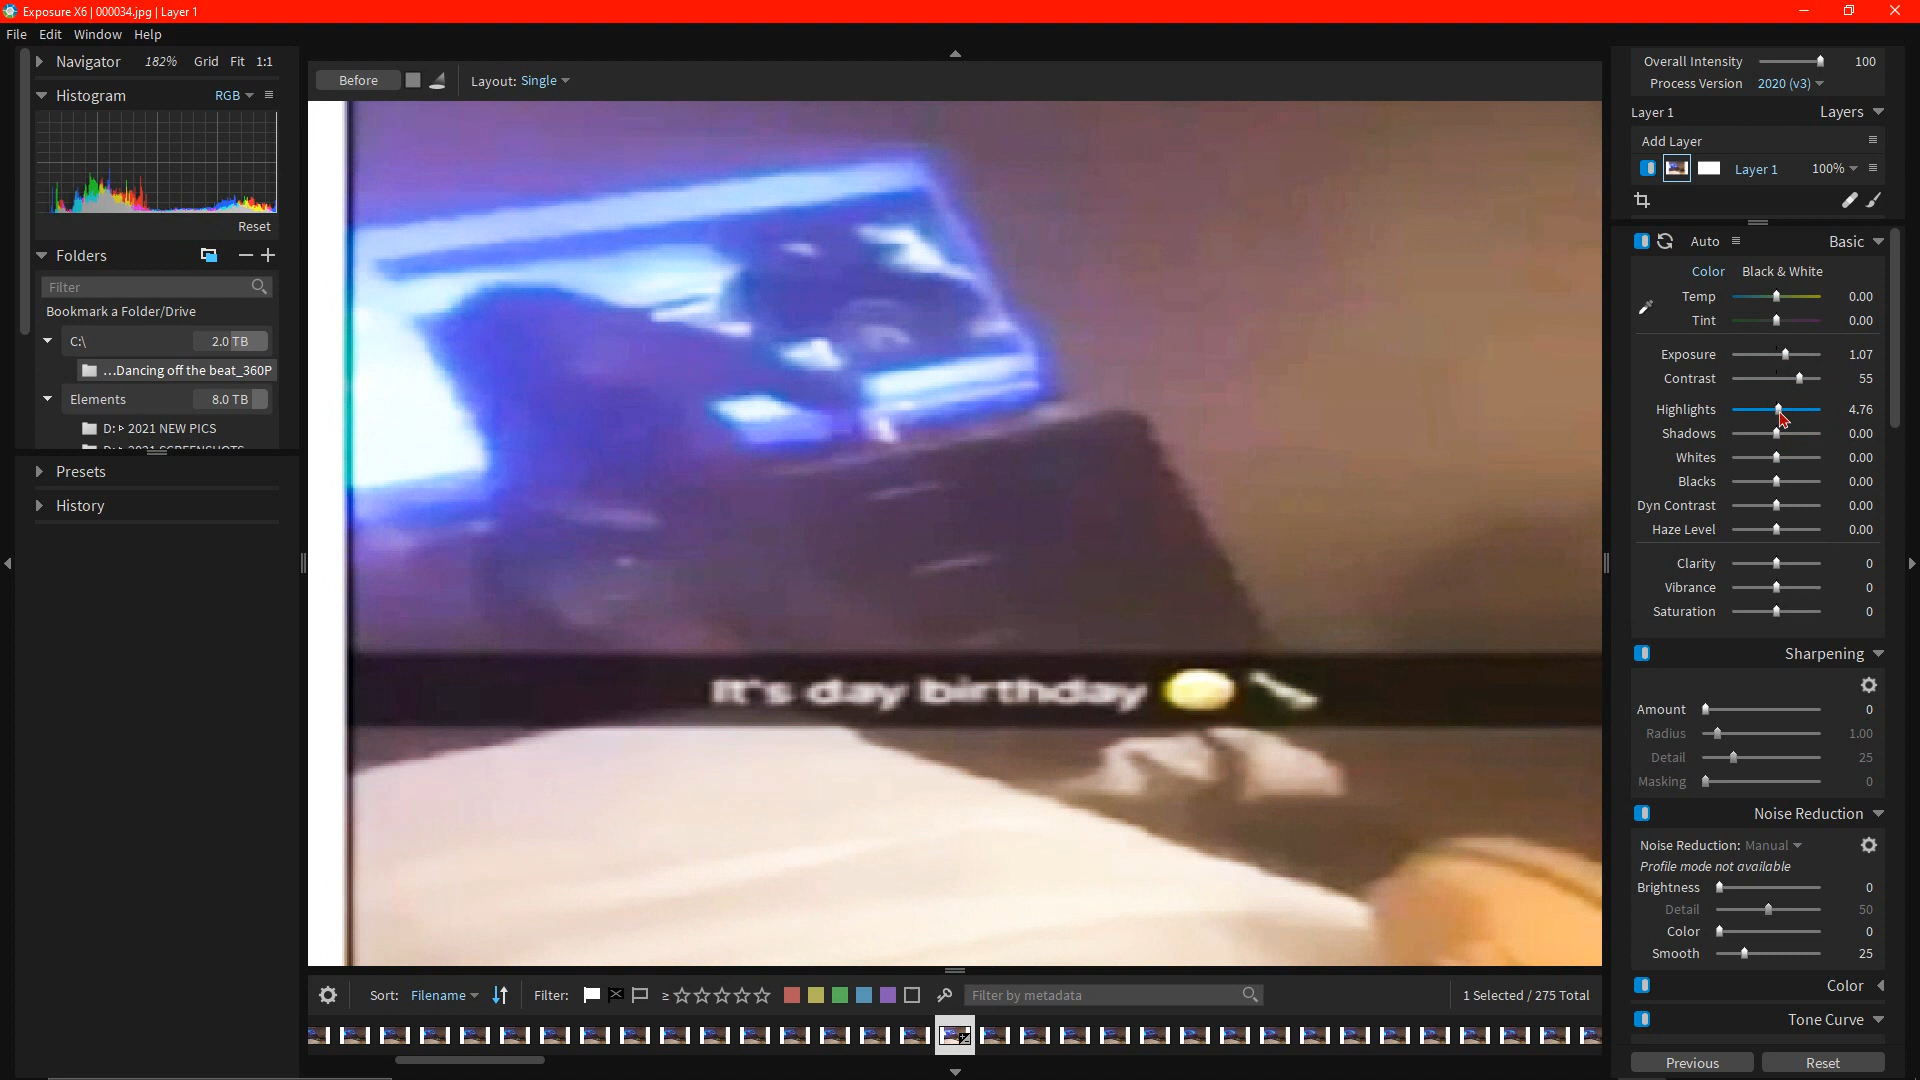 Exposure X6 | 000034.jpg | Layer 1
File Edit Window Help
Navigator 182% Grid Fit 1:1
Histogram RGB
Reset
Folders
Filter
Bookmark a Folder/Drive
C:\ 2.0 TB
...Dancing off the beat_360P
Elements 8.0 TB
D: ▸ 2021 NEW PICS
D: ▸ 2021 SCREENSHOTS
Presets
History
Before Layout: Single
It's day birthday
Sort: Filename Filter: ≥ Filter by metadata 1 Selected / 275 Total
Overall Intensity 100
Process Version 2020 (v3)
Layer 1 Layers
Add Layer
Layer 1 100%
Auto Basic
Color Black & White
Temp 0.00
Tint 0.00
Exposure 1.07
Contrast 55
Highlights 4.76
Shadows 0.00
Whites 0.00
Blacks 0.00
Dyn Contrast 0.00
Haze Level 0.00
Clarity 0
Vibrance 0
Saturation 0
Sharpening
Amount 0
Radius 1.00
Detail 25
Masking 0
Noise Reduction
Noise Reduction: Manual
Profile mode not available
Brightness 0
Detail 50
Color 0
Smooth 25
Color
Tone Curve
Previous Reset